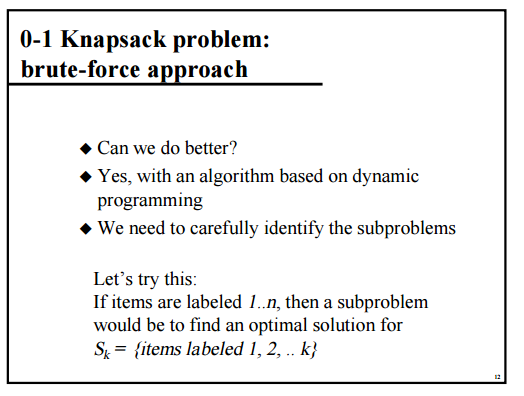 0-1 Knapsack problem:
brute-force approach
◆ Can we do better?
◆ Yes, with an algorithm based on dynamic
programming
◆ We need to carefully identify the subproblems
Let's try this:
If items are labeled 1..n, then a subproblem
would be to find an optimal solution for
Sk = {items labeled 1, 2, .. k}
12